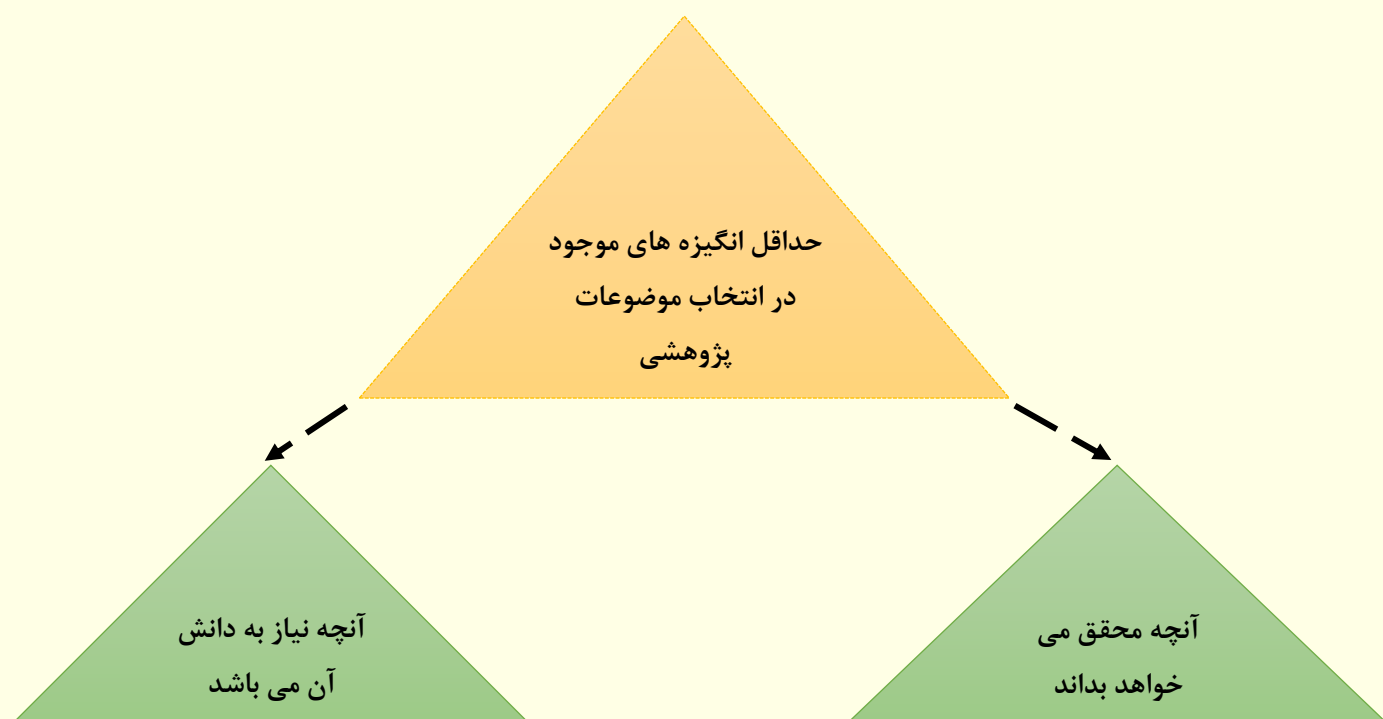 حداقل انگیزه های موجود
در انتخاب موضوعات
پژوهشی
آنچه محقق می
خواهد بداند
آنچه نیاز به دانش
آن می باشد